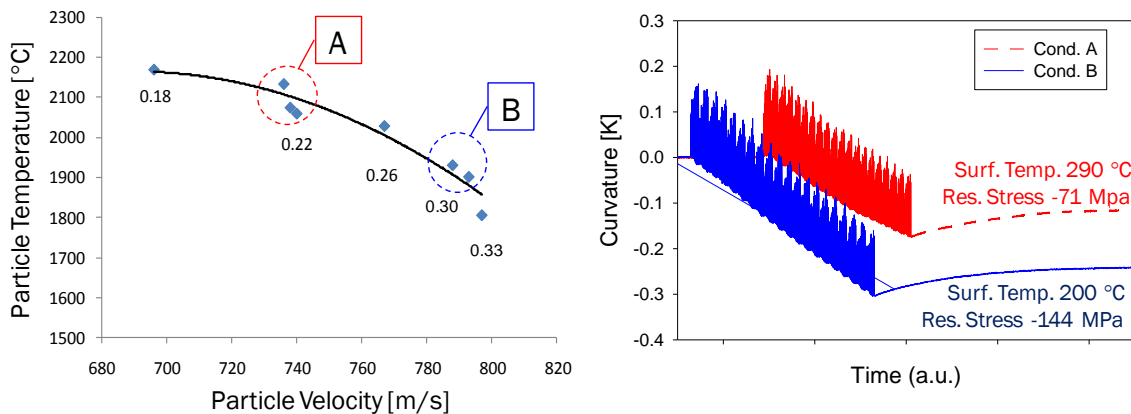 Particle Temperature [°C]
2300
2200
2100
2000
1900
1800
1700
1600
1500
A
B
0.18
0.22
0.26
0.30
0.33
680
700
720
740
760
780
800
820
Particle Velocity [m/s]
Curvature [K]
0.3
0.2
0.1
0.0
-0.1
-0.2
-0.3
-0.4
Cond. A
Cond. B
Surf. Temp. 290 °C
Res. Stress -71 Mpa
Surf. Temp. 200 °C
Res. Stress -144 MPa
Time (a.u.)